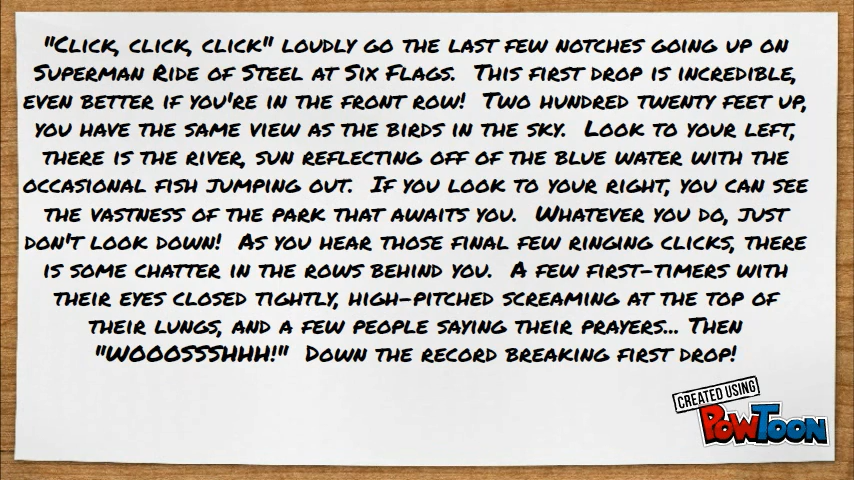 "Click, click, click" loudly go the last few notches going up on
Superman Ride of Steel at Six Flags. This first drop is incredible,
even better if you're in the front row! Two hundred twenty feet up,
you have the same view as the birds in the sky. Look to your left,
there is the river, sun reflecting off of the blue water with the
occasional fish jumping out. If you look to your right, you can see
the vastness of the park that awaits you. Whatever you do, just
don't look down! As you hear those final few ringing clicks, there
is some chatter in the rows behind you. A few first-timers with
their eyes closed tightly, high-pitched screaming at the top of
their lungs, and a few people saying their prayers... Then
"WOOOSSSHHH!" Down the record breaking first drop!
CREATED USING
POWTOON